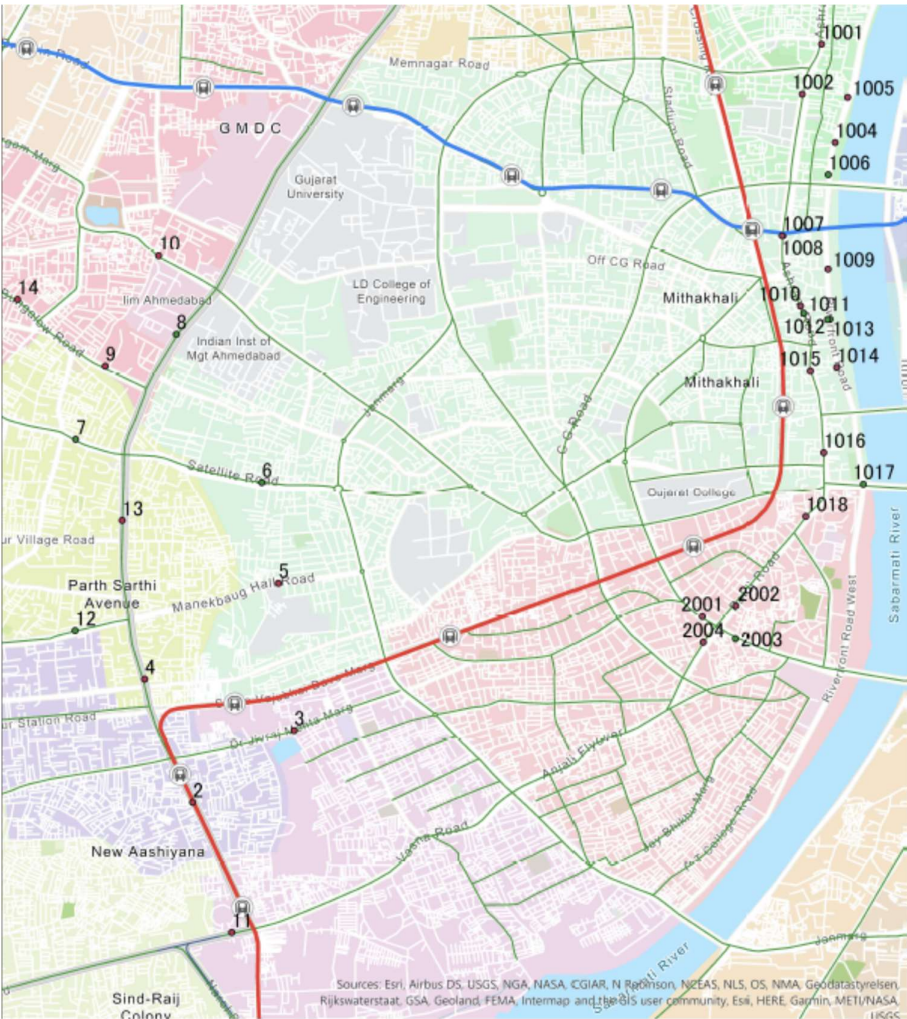 1001
Memnagar Road
1002
1005
GMDC
Stadium Road
1004
1006
Gujarat
University
1007
1008
10
Off CG Road
1009
14
LD College of
Engineering
Mithakhali
1010
1011
Iim Ahmedabad
8
1012
1013
Indian Inst of
Mgt Ahmedabad
9
1015
1014
Mithakhali
Janmarg
C G Road
7
1016
Satellite Road
6
1017
Gujarat College
1018
13
ur Village Road
Sabarmati River
5
Parth Sarthi
Avenue
Manekbaug Hall Road
2001
2002
12
2004
2003
Riverfront Road West
4
ur Station Road
3
Anjali Flyover
2
Vasna Road
New Aashiyana
11
Janmarg
Sources: Esri, Airbus DS, USGS, NGA, NASA, CGIAR, N Robinson, NCEAS, NLS, OS, NMA, Geodatastyrelsen,
Rijkswaterstaat, GSA, Geoland, FEMA, Intermap and the GIS user community, Esri, HERE, Garmin, METI/NASA,
USGS
Sind-Raij
Colony